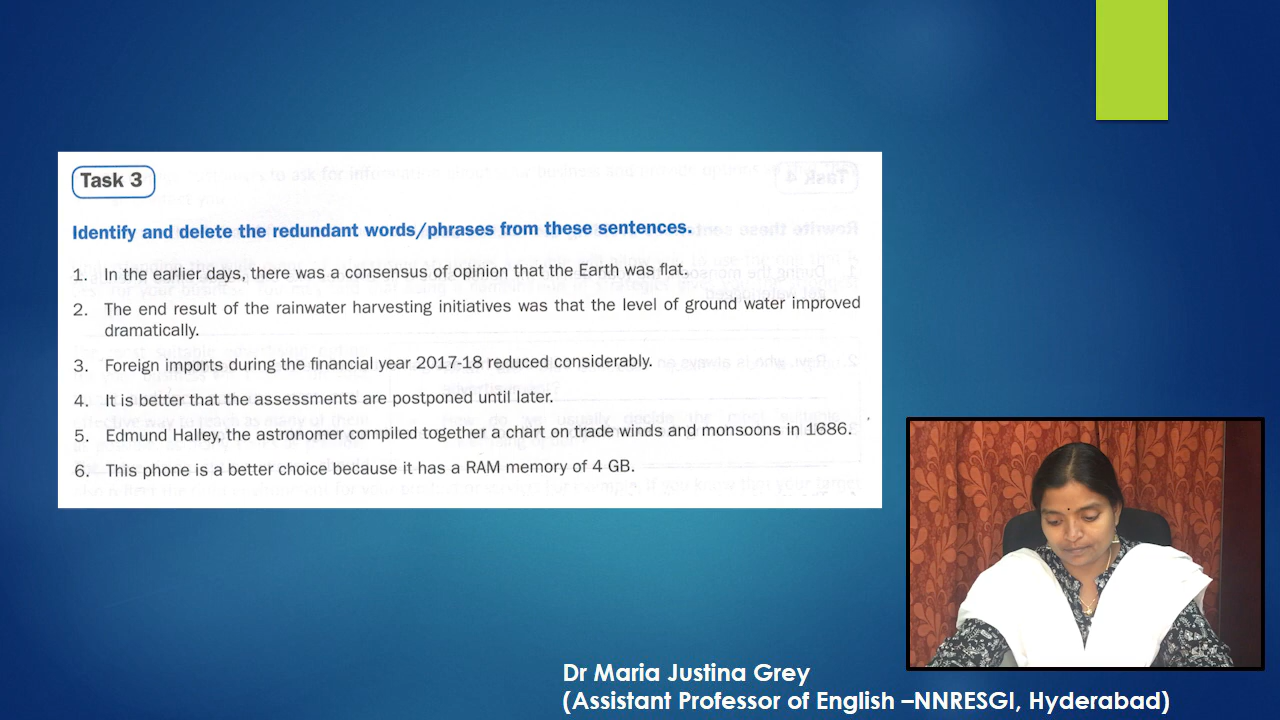 Task 3
Identify and delete the redundant words/phrases from these sentences.
1. In the earlier days, there was a consensus of opinion that the Earth was flat.
2. The end result of the rainwater harvesting initiatives was that the level of ground water improved
dramatically.
3. Foreign imports during the financial year 2017-18 reduced considerably.
4. It is better that the assessments are postponed until later.
5. Edmund Halley, the astronomer compiled together a chart on trade winds and monsoons in 1686.
6. This phone is a better choice because it has a RAM memory of 4 GB.
Dr Maria Justina Grey
(Assistant Professor of English –NNRESGI, Hyderabad)